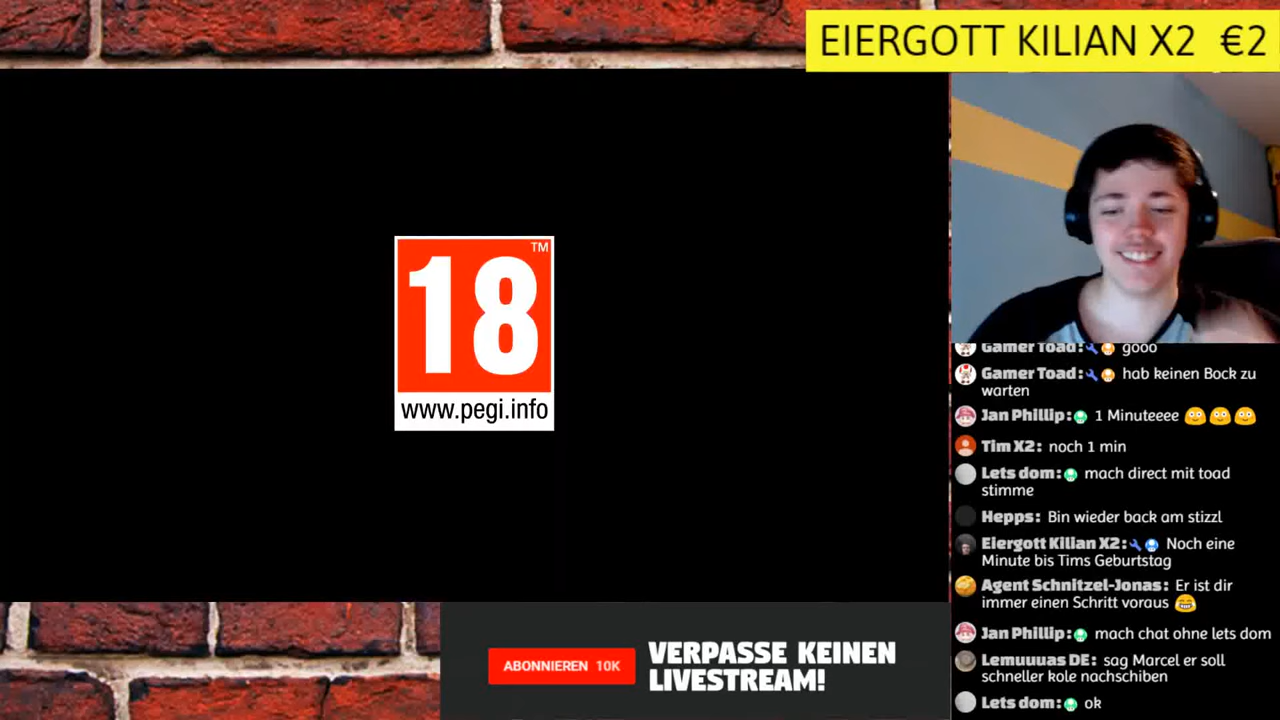 EIERGOTT KILIAN X2 €2
18™
www.pegi.info
Gamer Toad: gooo
Gamer Toad: hab keinen Bock zu
warten
Jan Phillip: 1 Minuteeee
Tim X2: noch 1 min
Lets dom: mach direct mit toad
stimme
Hepps: Bin wieder back am stizzl
Eiergott Kilian X2: Noch eine
Minute bis Tims Geburtstag
Agent Schnitzel-Jonas: Er ist dir
immer einen Schritt voraus
Jan Phillip: mach chat ohne lets dom
Lemuuuas DE: sag Marcel er soll
schneller kole nachschiben
Lets dom: ok
ABONNIEREN 10K
VERPASSE KEINEN
LIVESTREAM!